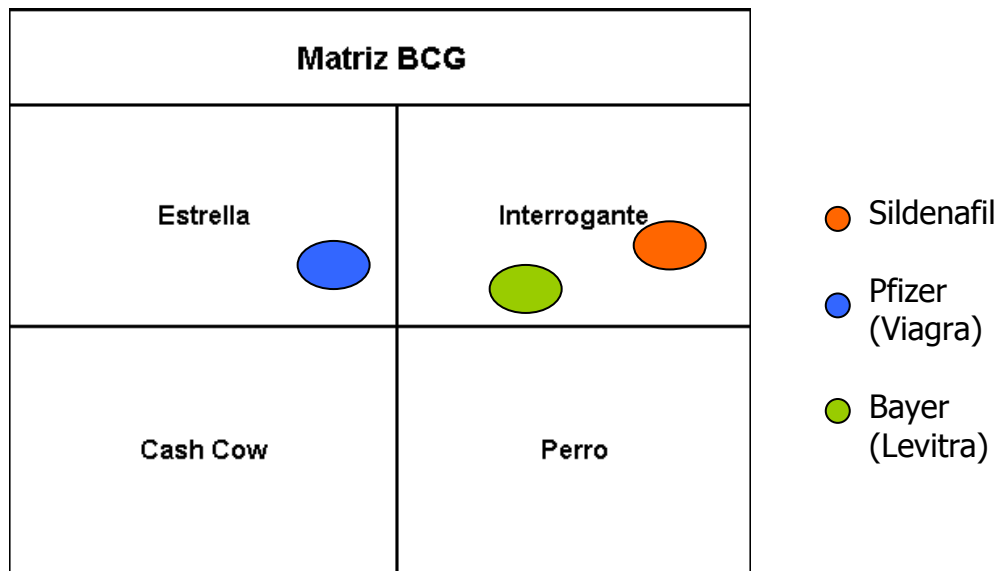 Matriz BCG
Estrella
Interrogante
Cash Cow
Perro
Sildenafil
Pfizer
(Viagra)
Bayer
(Levitra)